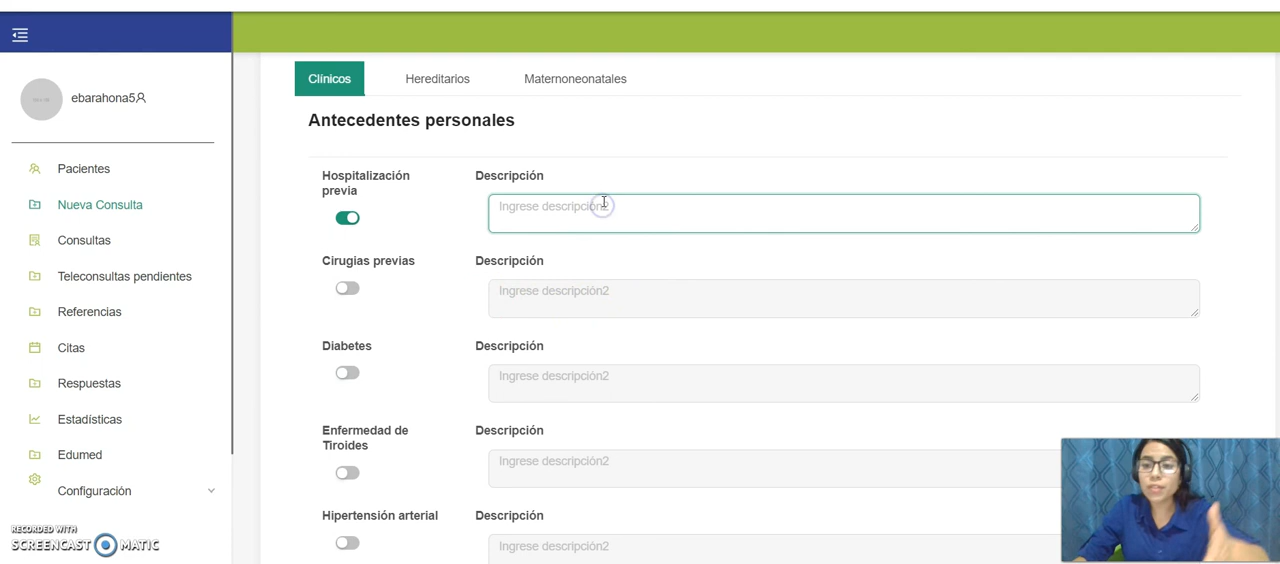 Clínicos
Hereditarios
Maternoneonatales
ebarahona5
Antecedentes personales
Pacientes
Nueva Consulta
Consultas
Teleconsultas pendientes
Referencias
Citas
Respuestas
Estadísticas
Edumed
Configuración
Hospitalización
previa
Descripción
Ingrese descripción2
Cirugias previas
Descripción
Ingrese descripción2
Diabetes
Descripción
Ingrese descripción2
Enfermedad de
Tiroides
Descripción
Ingrese descripción2
Hipertensión arterial
Descripción
Ingrese descripción2
RECORDED WITH
SCREENCAST MATIC